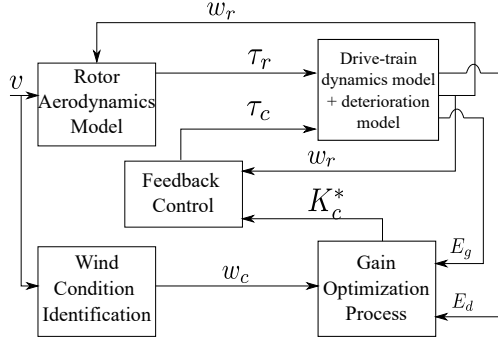 w_r
v
Rotor
Aerodynamics
Model
τ_r
τ_c
Drive-train
dynamics model
+ deterioration
model
w_r
Feedback
Control
K_c^*
Wind
Condition
Identification
w_c
Gain
Optimization
Process
E_g
E_d